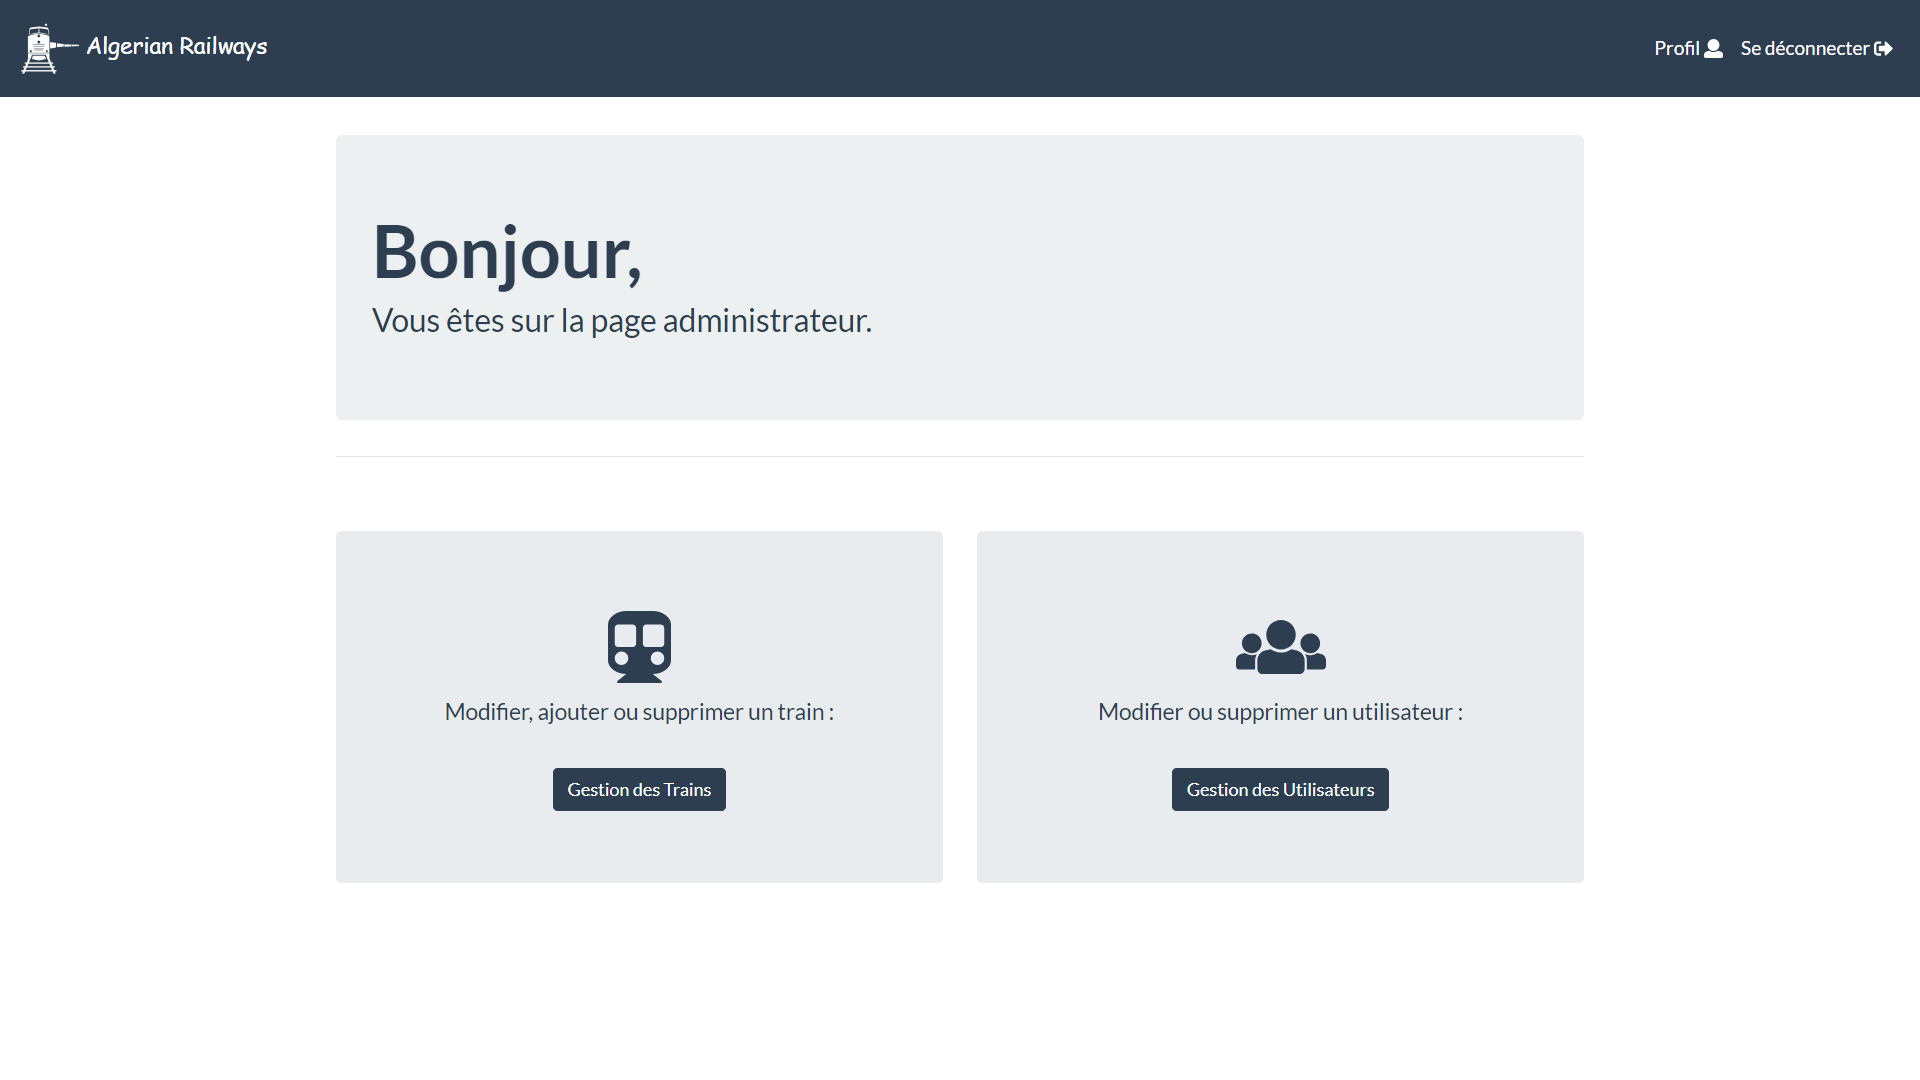 Algerian Railways
Profil
Se déconnecter
Bonjour,
Vous êtes sur la page administrateur.
Modifier, ajouter ou supprimer un train :
Gestion des Trains
Modifier ou supprimer un utilisateur :
Gestion des Utilisateurs